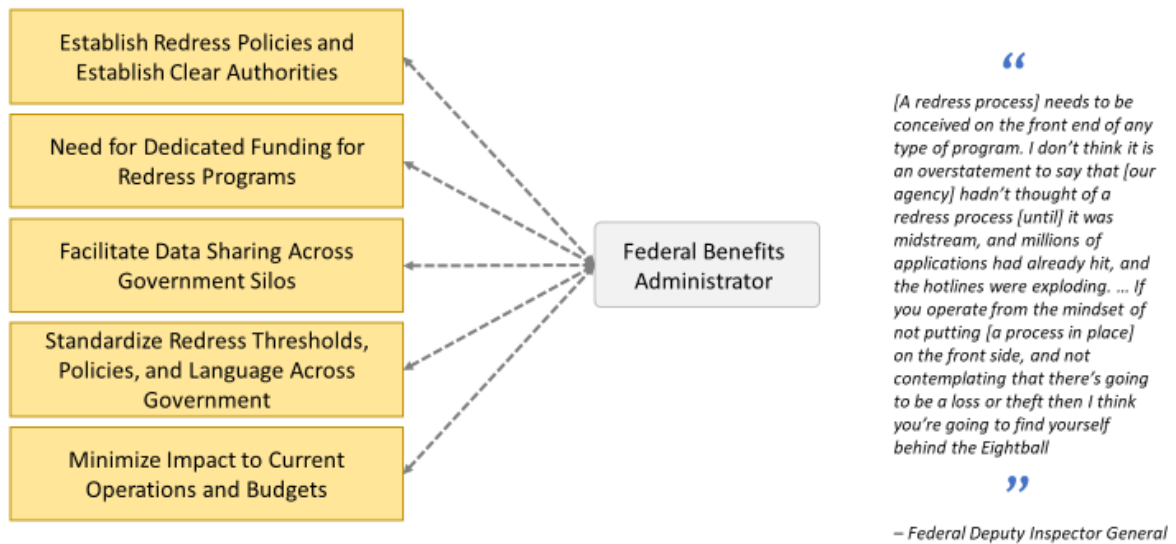 Establish Redress Policies and
Establish Clear Authorities
Need for Dedicated Funding for
Redress Programs
Facilitate Data Sharing Across
Government Silos
Standardize Redress Thresholds,
Policies, and Language Across
Government
Minimize Impact to Current
Operations and Budgets
Federal Benefits
Administrator
“
[A redress process] needs to be
conceived on the front end of any
type of program. I don’t think it is
an overstatement to say that [our
agency] hadn’t thought of a
redress process [until] it was
midstream, and millions of
applications had already hit, and
the hotlines were exploding. … If
you operate from the mindset of
not putting [a process in place]
on the front side, and not
contemplating that there’s going
to be a loss or theft then I think
you’re going to find yourself
behind the Eightball
”
– Federal Deputy Inspector General